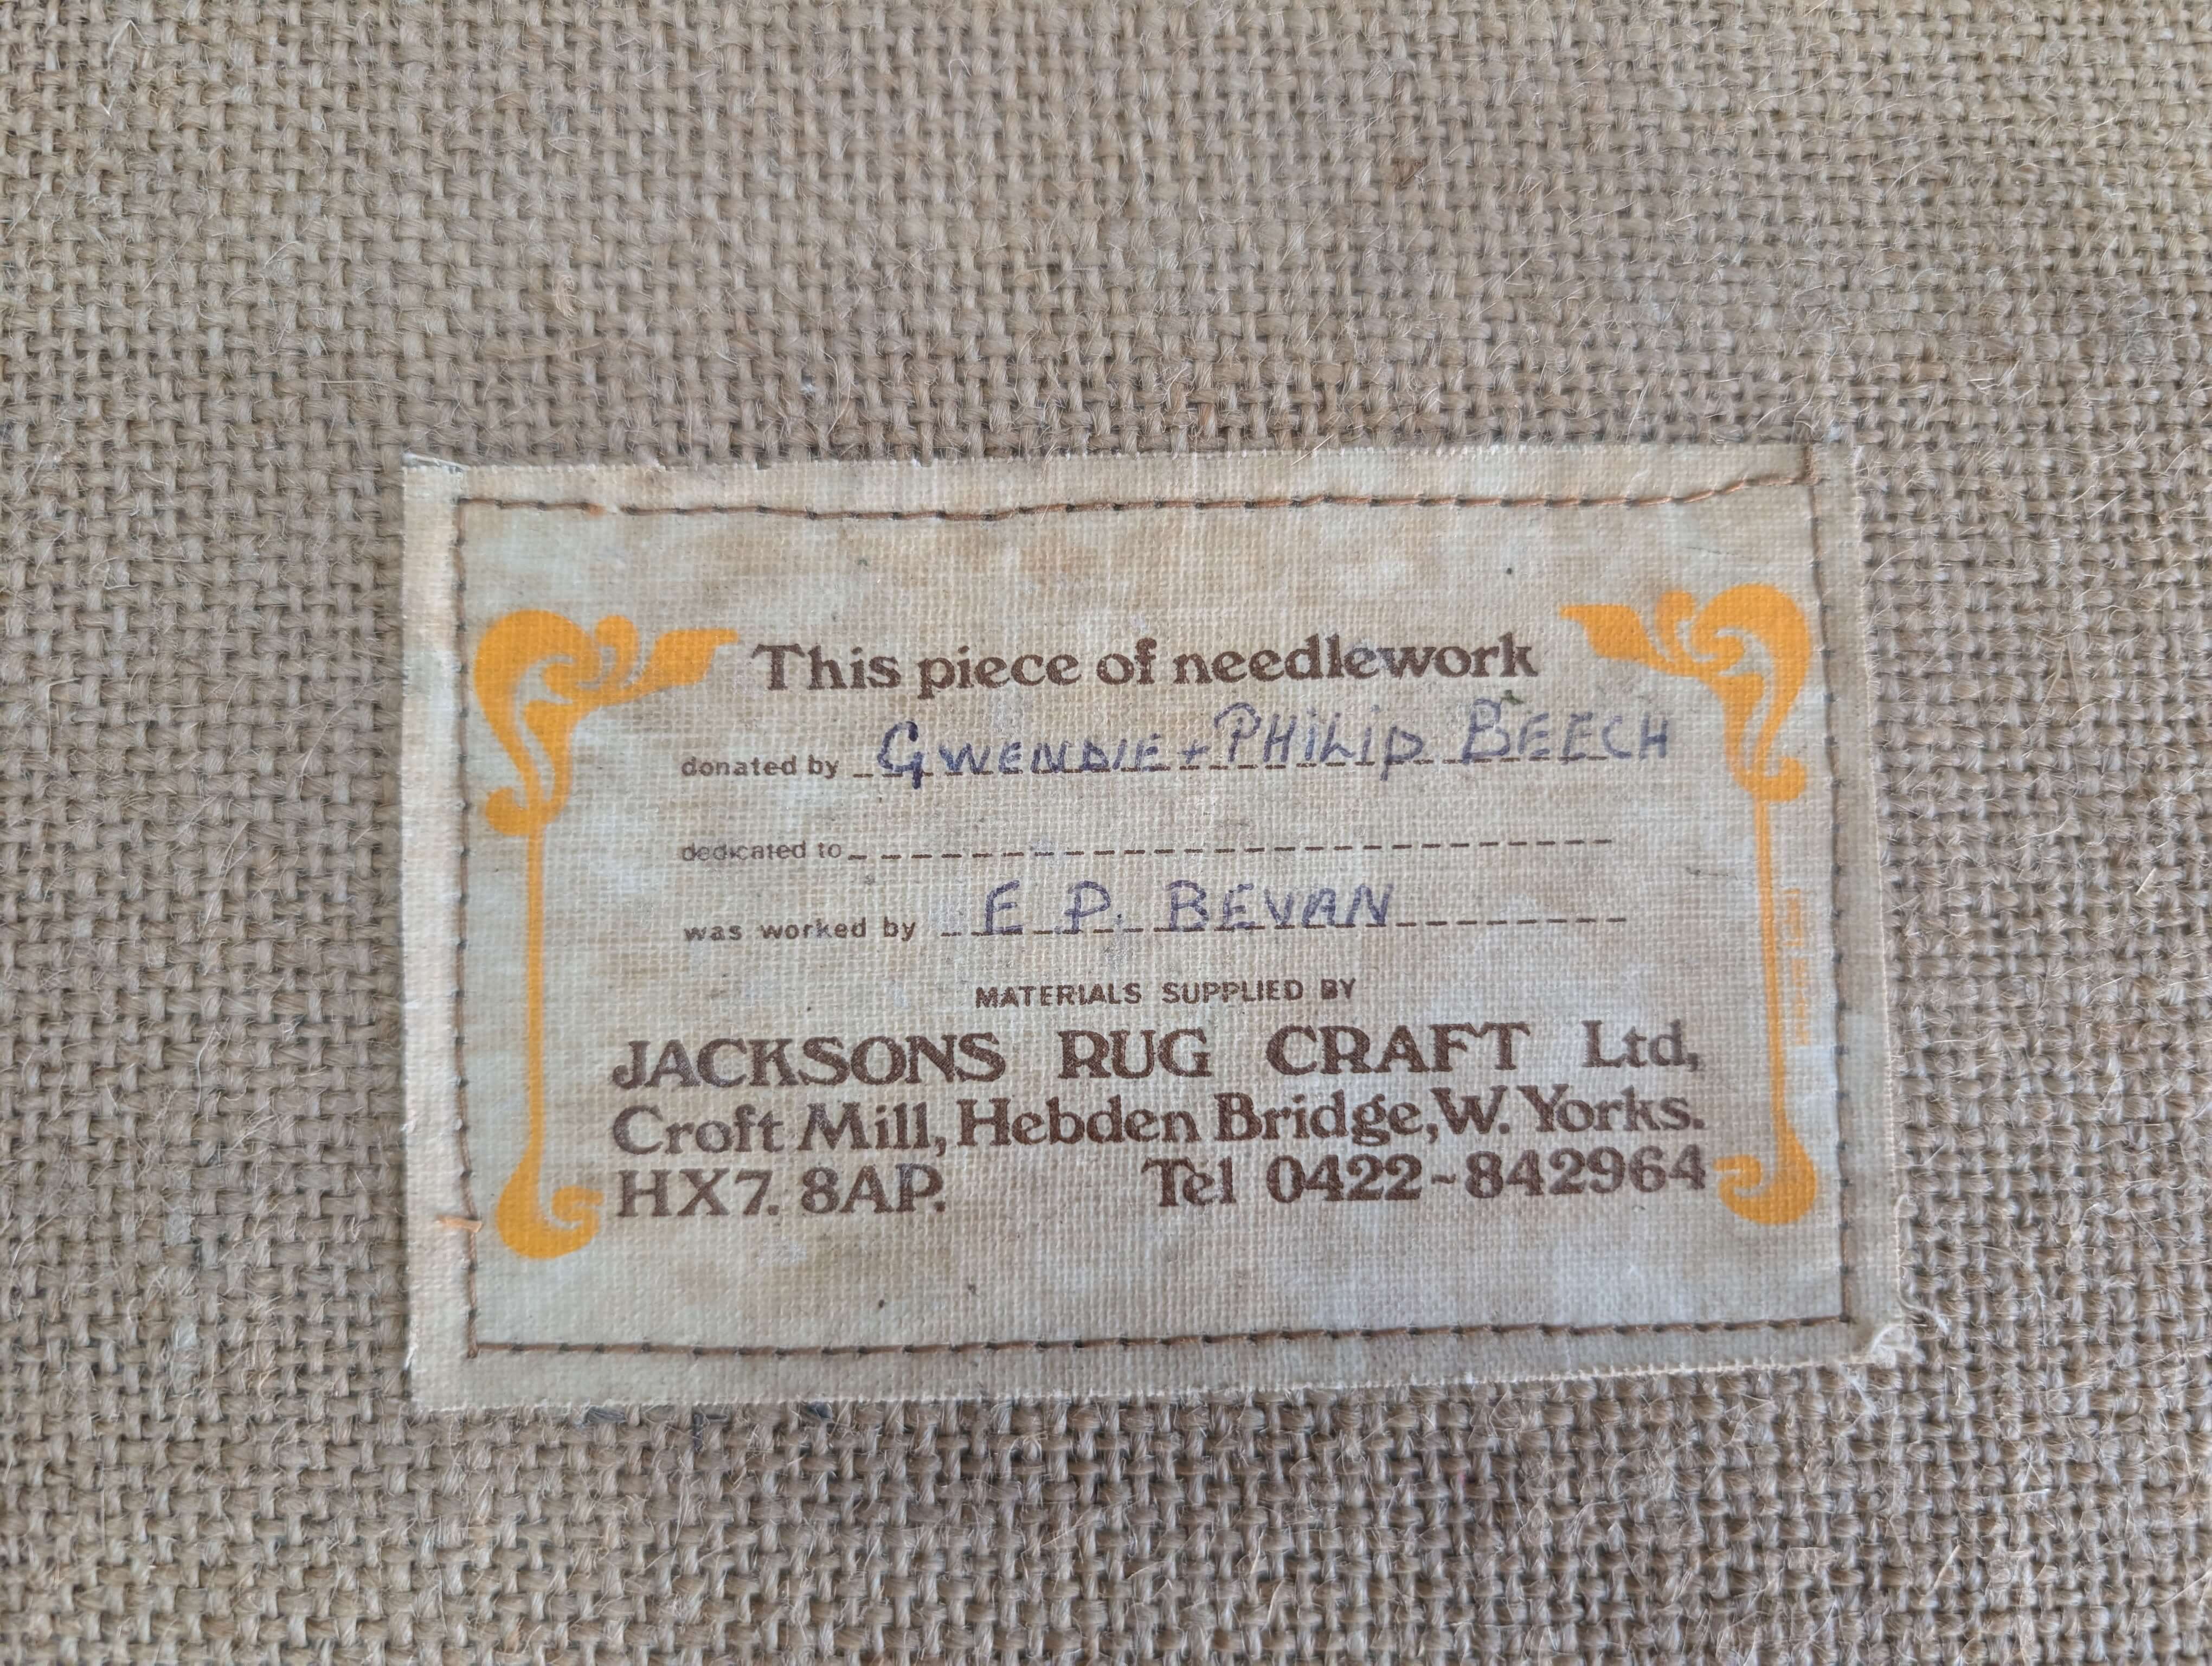 This piece of needlework
donated by GWENDIE + PHILIP BEECH
dedicated to
was worked by E P. BEVAN
MATERIALS SUPPLIED BY
JACKSONS RUG CRAFT Ltd,
Croft Mill, Hebden Bridge, W. Yorks.
HX7. 8AP. Tel 0422~842964